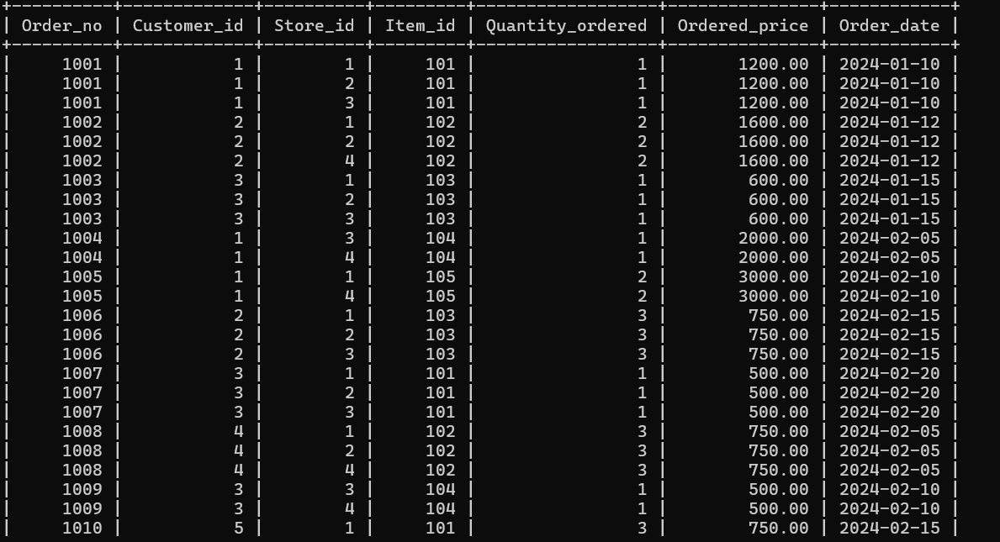 +----------+-------------+----------+---------+------------------+---------------+------------+
| Order_no | Customer_id | Store_id | Item_id | Quantity_ordered | Ordered_price | Order_date |
+----------+-------------+----------+---------+------------------+---------------+------------+
|     1001 |           1 |        1 |     101 |                1 |       1200.00 | 2024-01-10 |
|     1001 |           1 |        2 |     101 |                1 |       1200.00 | 2024-01-10 |
|     1001 |           1 |        3 |     101 |                1 |       1200.00 | 2024-01-10 |
|     1002 |           2 |        1 |     102 |                2 |       1600.00 | 2024-01-12 |
|     1002 |           2 |        2 |     102 |                2 |       1600.00 | 2024-01-12 |
|     1002 |           2 |        4 |     102 |                2 |       1600.00 | 2024-01-12 |
|     1003 |           3 |        1 |     103 |                1 |        600.00 | 2024-01-15 |
|     1003 |           3 |        2 |     103 |                1 |        600.00 | 2024-01-15 |
|     1003 |           3 |        3 |     103 |                1 |        600.00 | 2024-01-15 |
|     1004 |           1 |        3 |     104 |                1 |       2000.00 | 2024-02-05 |
|     1004 |           1 |        4 |     104 |                1 |       2000.00 | 2024-02-05 |
|     1005 |           1 |        1 |     105 |                2 |       3000.00 | 2024-02-10 |
|     1005 |           1 |        4 |     105 |                2 |       3000.00 | 2024-02-10 |
|     1006 |           2 |        1 |     103 |                3 |        750.00 | 2024-02-15 |
|     1006 |           2 |        2 |     103 |                3 |        750.00 | 2024-02-15 |
|     1006 |           2 |        3 |     103 |                3 |        750.00 | 2024-02-15 |
|     1007 |           3 |        1 |     101 |                1 |        500.00 | 2024-02-20 |
|     1007 |           3 |        2 |     101 |                1 |        500.00 | 2024-02-20 |
|     1007 |           3 |        3 |     101 |                1 |        500.00 | 2024-02-20 |
|     1008 |           4 |        1 |     102 |                3 |        750.00 | 2024-02-05 |
|     1008 |           4 |        2 |     102 |                3 |        750.00 | 2024-02-05 |
|     1008 |           4 |        4 |     102 |                3 |        750.00 | 2024-02-05 |
|     1009 |           3 |        3 |     104 |                1 |        500.00 | 2024-02-10 |
|     1009 |           3 |        4 |     104 |                1 |        500.00 | 2024-02-10 |
|     1010 |           5 |        1 |     101 |                3 |        750.00 | 2024-02-15 |